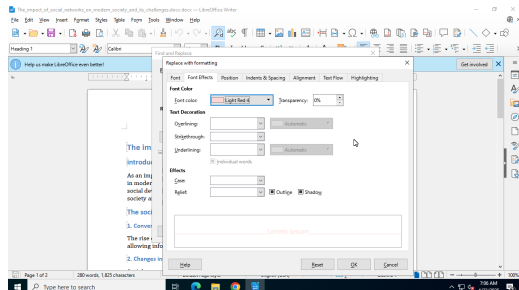 The_impact_of_social_networks_on_modern_society_and_its_challenges.docx.docx — LibreOffice Writer
File Edit View Insert Format Styles Table Form Tools Window Help
Heading 1
Calibri
Find and Replace
Help us make LibreOffice even better!
Get involved
Replace with formatting
Font Font Effects Position Indents & Spacing Alignment Text Flow Highlighting
Font Color
Font color: Light Red 4 Transparency: 0%
Text Decoration
Overlining: Automatic
Strikethrough:
Underlining: Automatic
Individual words
Effects
Case:
Relief: Outline Shadow
Help Reset OK Cancel
The im
introduc
As an imp
in modern
social de
society a
The soci
1. Conver
The rise
allowing info
2. Changes in
Page 1 of 2 280 words, 1,825 characters
100%
Type here to search
7:06 AM